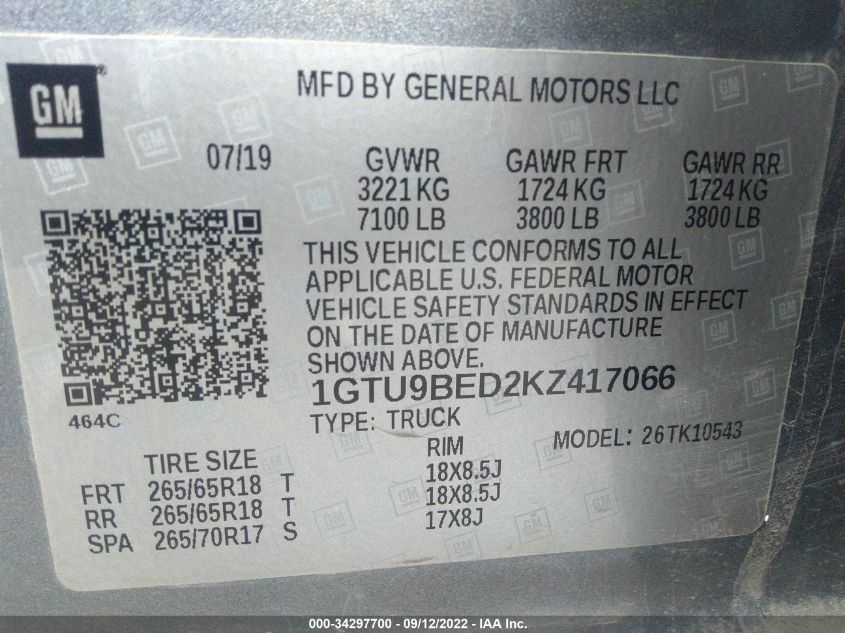 GM
®
MFD BY GENERAL MOTORS LLC
07/19 GVWR GAWR FRT GAWR RR
3221 KG 1724 KG 1724 KG
7100 LB 3800 LB 3800 LB
THIS VEHICLE CONFORMS TO ALL
APPLICABLE U.S. FEDERAL MOTOR
VEHICLE SAFETY STANDARDS IN EFFECT
ON THE DATE OF MANUFACTURE
SHOWN ABOVE.
1GTU9BED2KZ417066
464C
TYPE: TRUCK
MODEL: 26TK10543
TIRE SIZE RIM
FRT 265/65R18 T 18X8.5J
RR 265/65R18 T 18X8.5J
SPA 265/70R17 S 17X8J
000-34297700 - 09/12/2022 - IAA Inc.